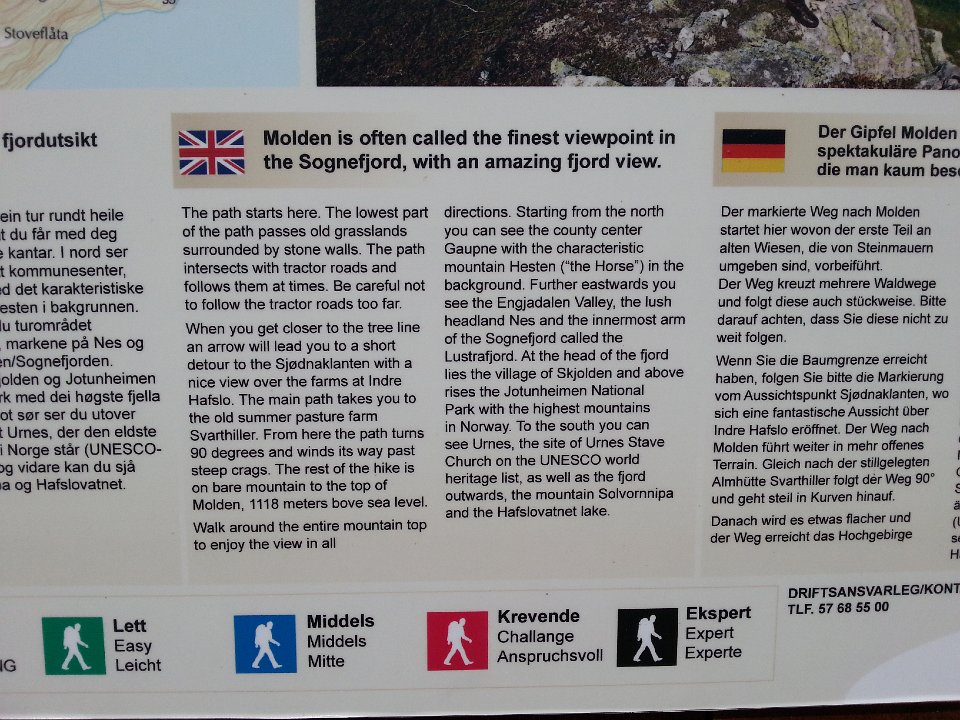 Stoveflåta
fjordutsikt
ein tur rundt heile
du får med deg
kantar. I nord ser
kommunesenter,
det karakteristiske
i bakgrunnen.
turområdet
markene på Nes og
og Jotunheimen
med dei høgste fjella
sør ser du utover
Urnes, der den eldste
i Norge står (UNESCO-
og vidare kan du sjå
og Hafslovatnet.
Molden is often called the finest viewpoint in
the Sognefjord, with an amazing fjord view.
The path starts here. The lowest part
of the path passes old grasslands
surrounded by stone walls. The path
intersects with tractor roads and
follows them at times. Be careful not
to follow the tractor roads too far.
When you get closer to the tree line
an arrow will lead you to a short
detour to the Sjødnaklanten with a
nice view over the farms at Indre
Hafslo. The main path takes you to
the old summer pasture farm
Svarthiller. From here the path turns
90 degrees and winds its way past
steep crags. The rest of the hike is
on bare mountain to the top of
Molden, 1118 meters bove sea level.
Walk around the entire mountain top
to enjoy the view in all
directions. Starting from the north
you can see the county center
Gaupne with the characteristic
mountain Hesten (“the Horse”) in the
background. Further eastwards you
see the Engjadalen Valley, the lush
headland Nes and the innermost arm
of the Sognefjord called the
Lustrafjord. At the head of the fjord
lies the village of Skjolden and above
rises the Jotunheimen National
Park with the highest mountains
in Norway. To the south you can
see Urnes, the site of Urnes Stave
Church on the UNESCO world
heritage list, as well as the fjord
outwards, the mountain Solvornnipa
and the Hafslovatnet lake.
Der Gipfel Molden
spektakuläre
die man kaum
Der markierte Weg nach Molden
startet hier wovon der erste Teil an
alten Wiesen, die von Steinmauern
umgeben sind, vorbeiführt.
Der Weg kreuzt mehrere Waldwege
und folgt diese auch stückweise. Bitte
darauf achten, dass Sie diese nicht zu
weit folgen.
Wenn Sie die Baumgrenze erreicht
haben, folgen Sie bitte die Markierung
vom Aussichtspunkt Sjødnaklanten, wo
sich eine fantastische Aussicht über
Indre Hafslo eröffnet. Der Weg nach
Molden führt weiter in mehr offenes
Terrain. Gleich nach der stillgelegten
Almhütte Svarthiller folgt der Weg 90°
und geht steil in Kurven hinauf.
Danach wird es etwas flacher und
der Weg erreicht das Hochgebirge
Lett
Easy
Leicht
Middels
Middels
Mitte
Krevende
Challange
Anspruchsvoll
Ekspert
Expert
Experte
DRIFTSANSVARLEG/KONT
TLF. 57 68 55 00